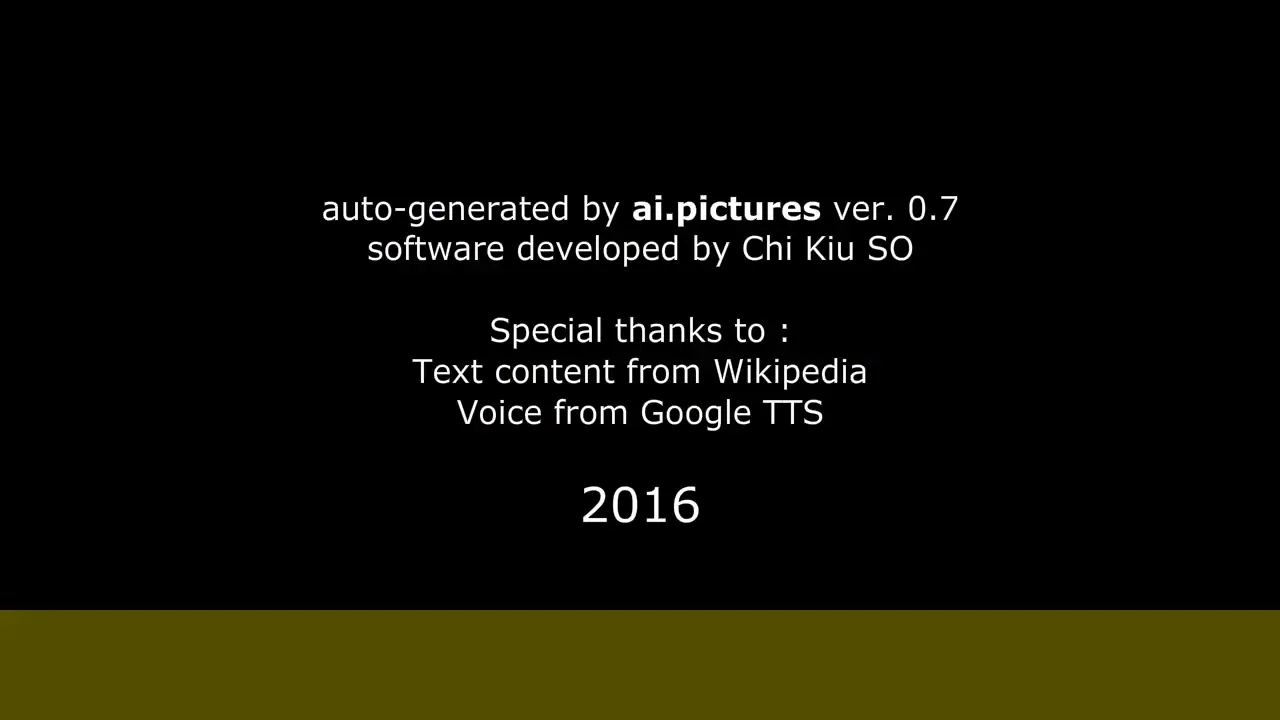 auto-generated by ai.pictures ver. 0.7
software developed by Chi Kiu SO
Special thanks to :
Text content from Wikipedia
Voice from Google TTS
2016